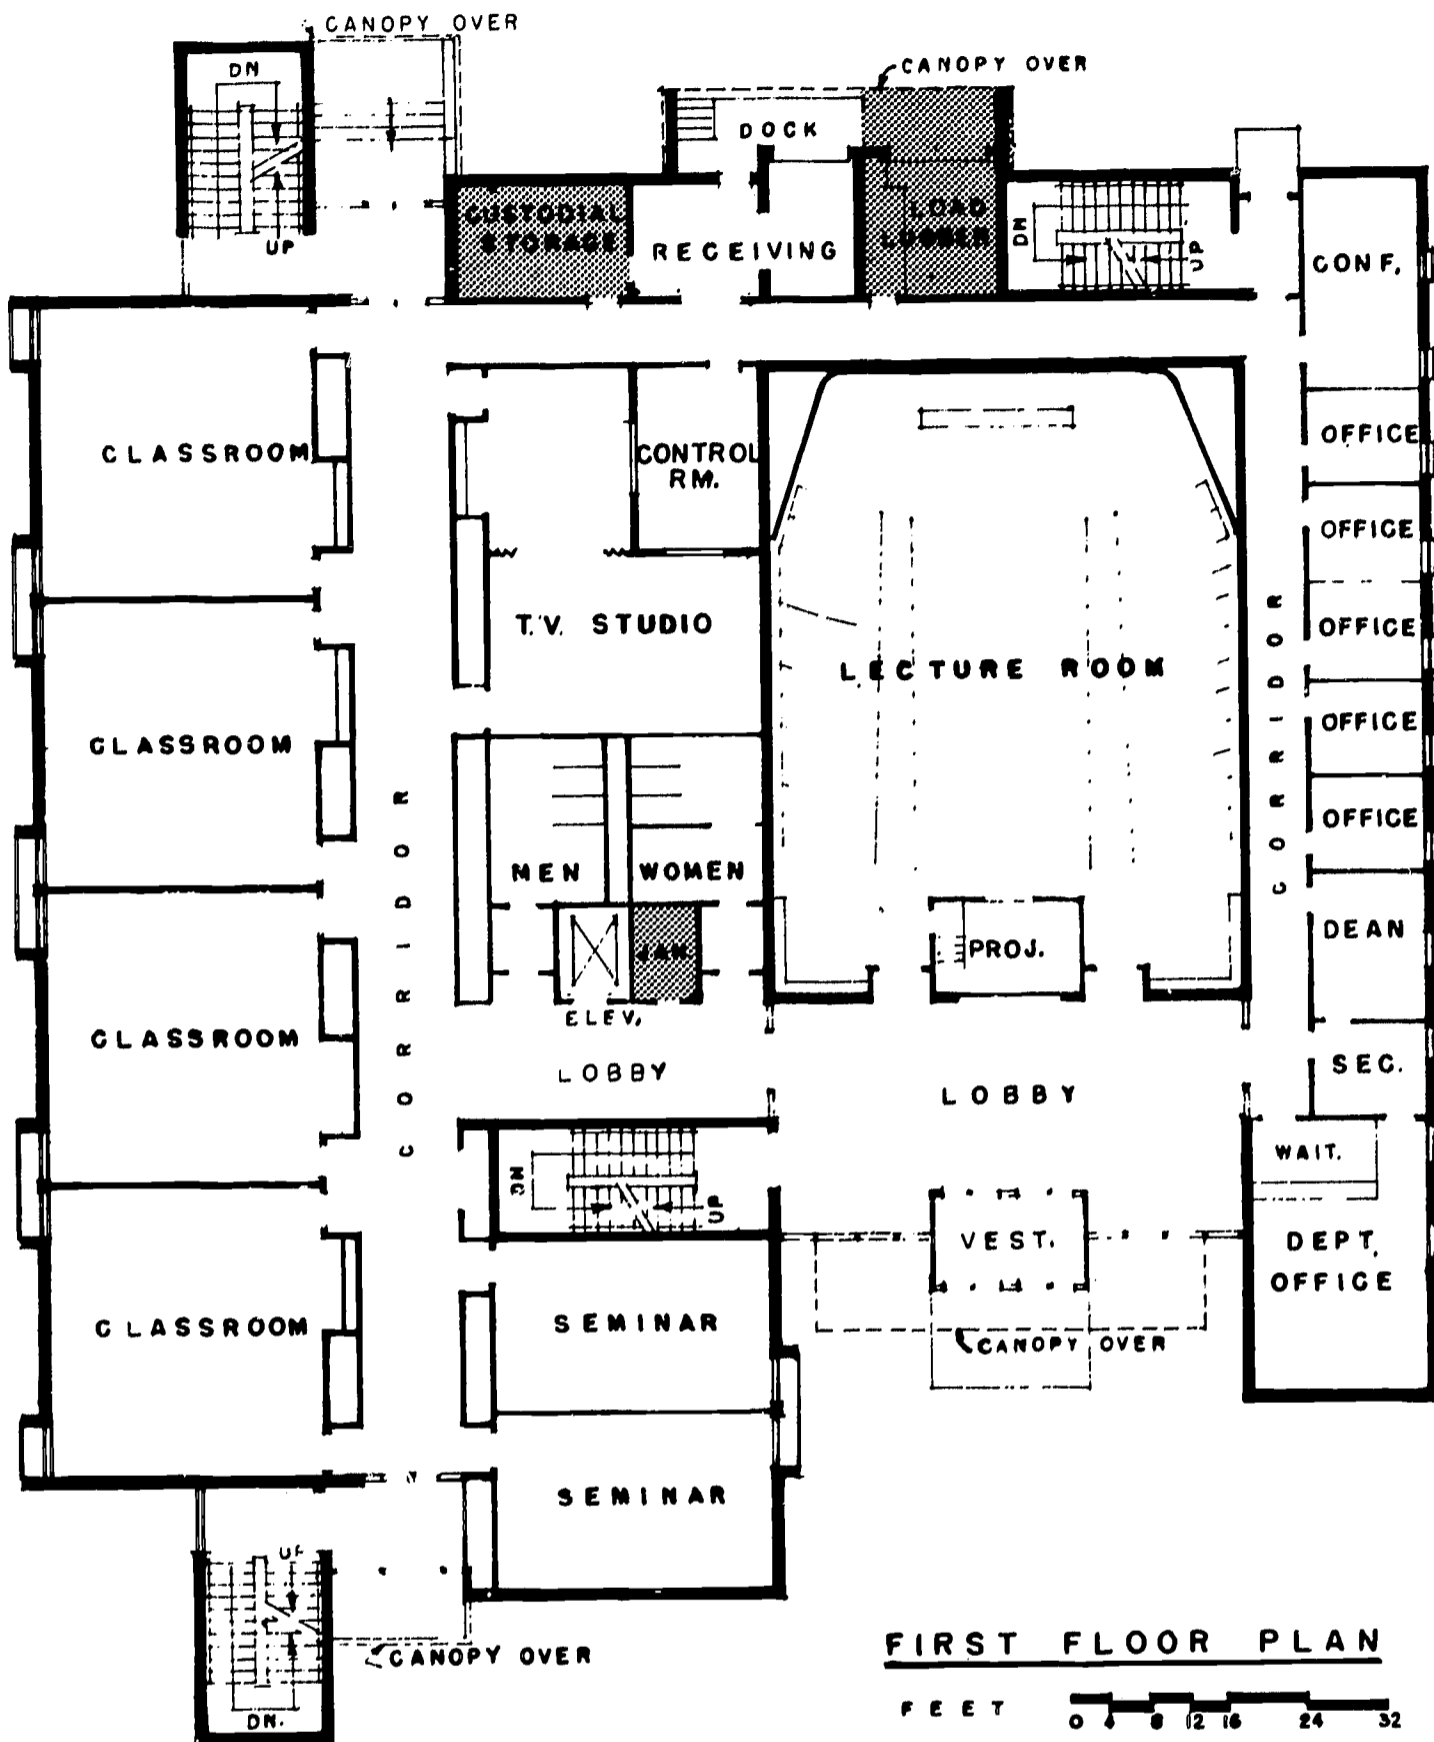 CANOPY OVER
DN
UP
CANOPY OVER
DOCK
CUSTODIAL
STORAGE
RECEIVING
LOAD
LUGGER
DN
UP
CONF.
CLASSROOM
CONTROL
RM.
OFFICE
OFFICE
T.V. STUDIO
OFFICE
LECTURE ROOM
CORRIDOR
OFFICE
CLASSROOM
OFFICE
CORRIDOR
MEN
WOMEN
DEAN
JAN.
PROJ.
ELEV.
CLASSROOM
LOBBY
LOBBY
SEC.
WAIT.
DN
UP
VEST.
DEPT.
OFFICE
CLASSROOM
SEMINAR
CANOPY OVER
SEMINAR
UP
CANOPY OVER
DN.
FIRST FLOOR PLAN
FEET
0 4 8 12 16 24 32